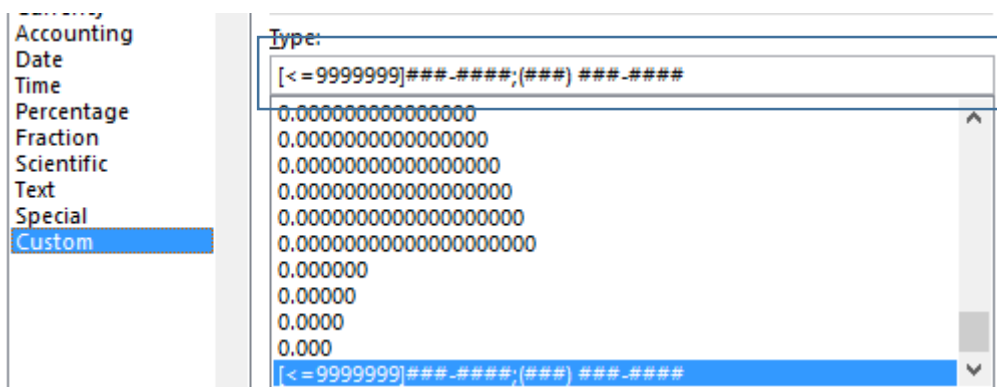 Accounting
Date
Time
Percentage
Fraction
Scientific
Text
Special
Custom
Type:
[<=9999999]###-####;(###) ###-####
0.000000000000000
0.0000000000000000
0.00000000000000000
0.000000000000000000
0.0000000000000000000
0.00000000000000000000
0.000000
0.00000
0.0000
0.000
[<=9999999]###-####;(###) ###-####